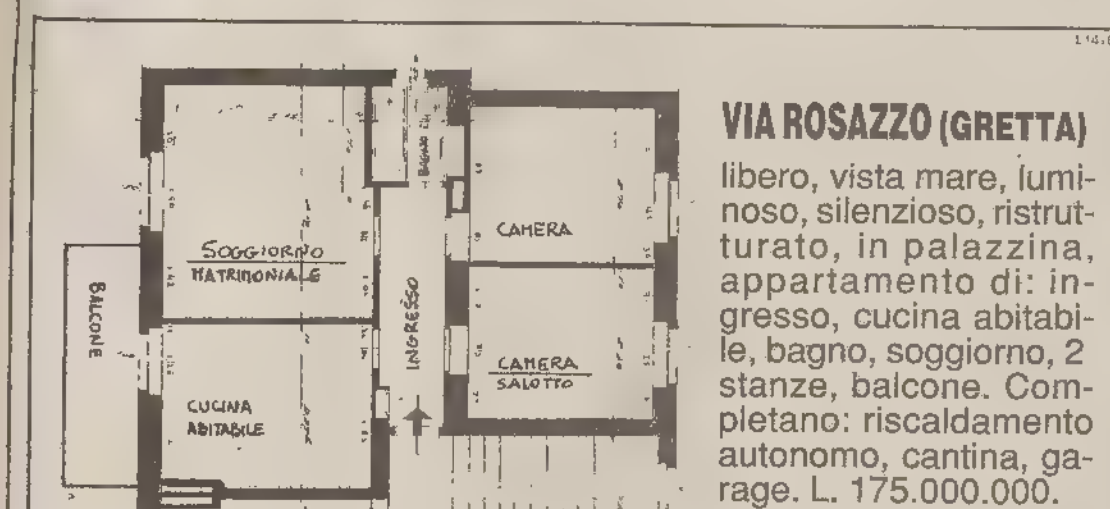 VIA ROSAZZO (GRETTA)
libero, vista mare, lumi-
noso, silenzioso, ristrut-
turato, in palazzina,
appartamento di: in-
gresso, cucina abitabi-
le, bagno, soggiorno, 2
stanze, balcone. Com-
pletano: riscaldamento
autonomo, cantina, ga-
rage. L. 175.000.000.
SOGGIORNO
MATRIMONIALE
BALCONE
CUCINA
ABITABILE
INGRESSO
BAGNO
CAMERA
CAMERA
SALOTTO